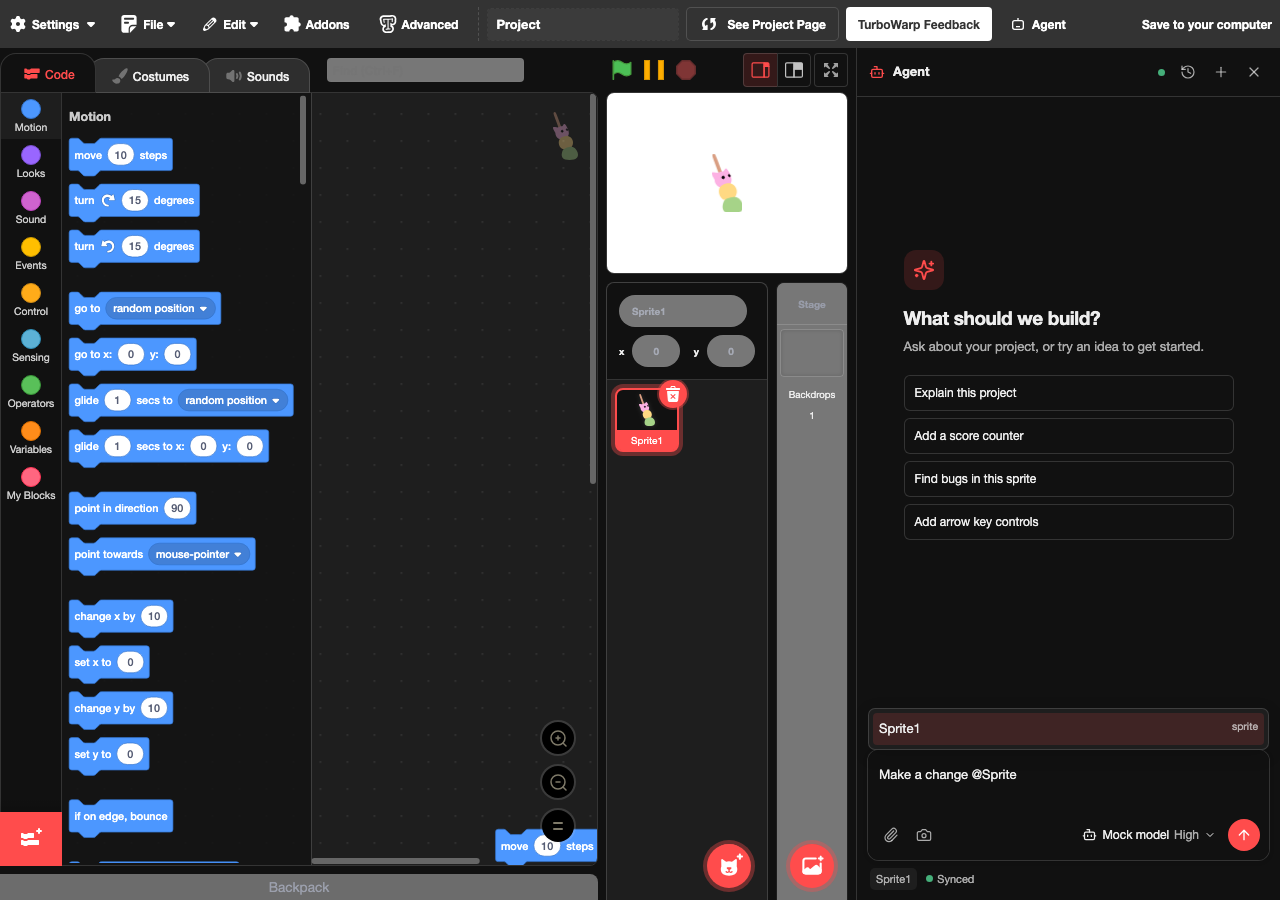 Settings File Edit Addons Advanced Project See Project Page TurboWarp Feedback Agent Save to your computer
Code Costumes Sounds
Agent
Motion
Looks
Sound
Events
Control
Sensing
Operators
Variables
My Blocks
Motion
move 10 steps
turn 15 degrees
turn 15 degrees
go to random position
go to x: 0 y: 0
glide 1 secs to random position
glide 1 secs to x: 0 y: 0
point in direction 90
point towards mouse-pointer
change x by 10
set x to 0
change y by 10
set y to 0
if on edge, bounce
move 10 steps
Backpack
Sprite1
x 0 y 0
Sprite1
Stage
Backdrops
1
What should we build?
Ask about your project, or try an idea to get started.
Explain this project
Add a score counter
Find bugs in this sprite
Add arrow key controls
Sprite1 sprite
Make a change @Sprite
Mock model High
Sprite1 Synced